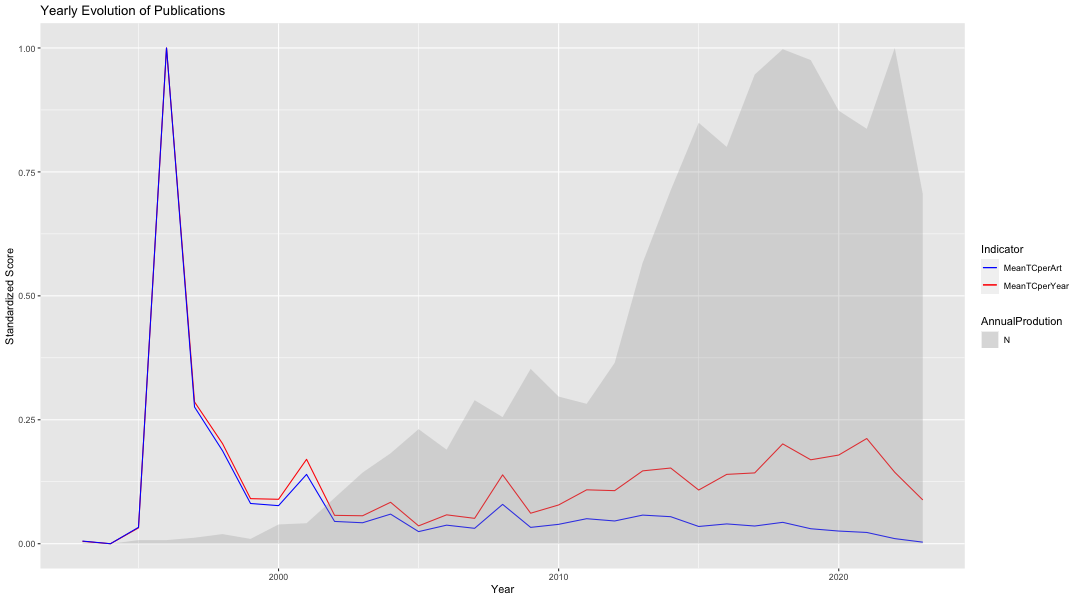 Yearly Evolution of Publications
Standardized Score
1.00
0.75
0.50
0.25
0.00
2000
2010
2020
Year
Indicator
MeanTCperArt
MeanTCperYear
AnnualProdution
N